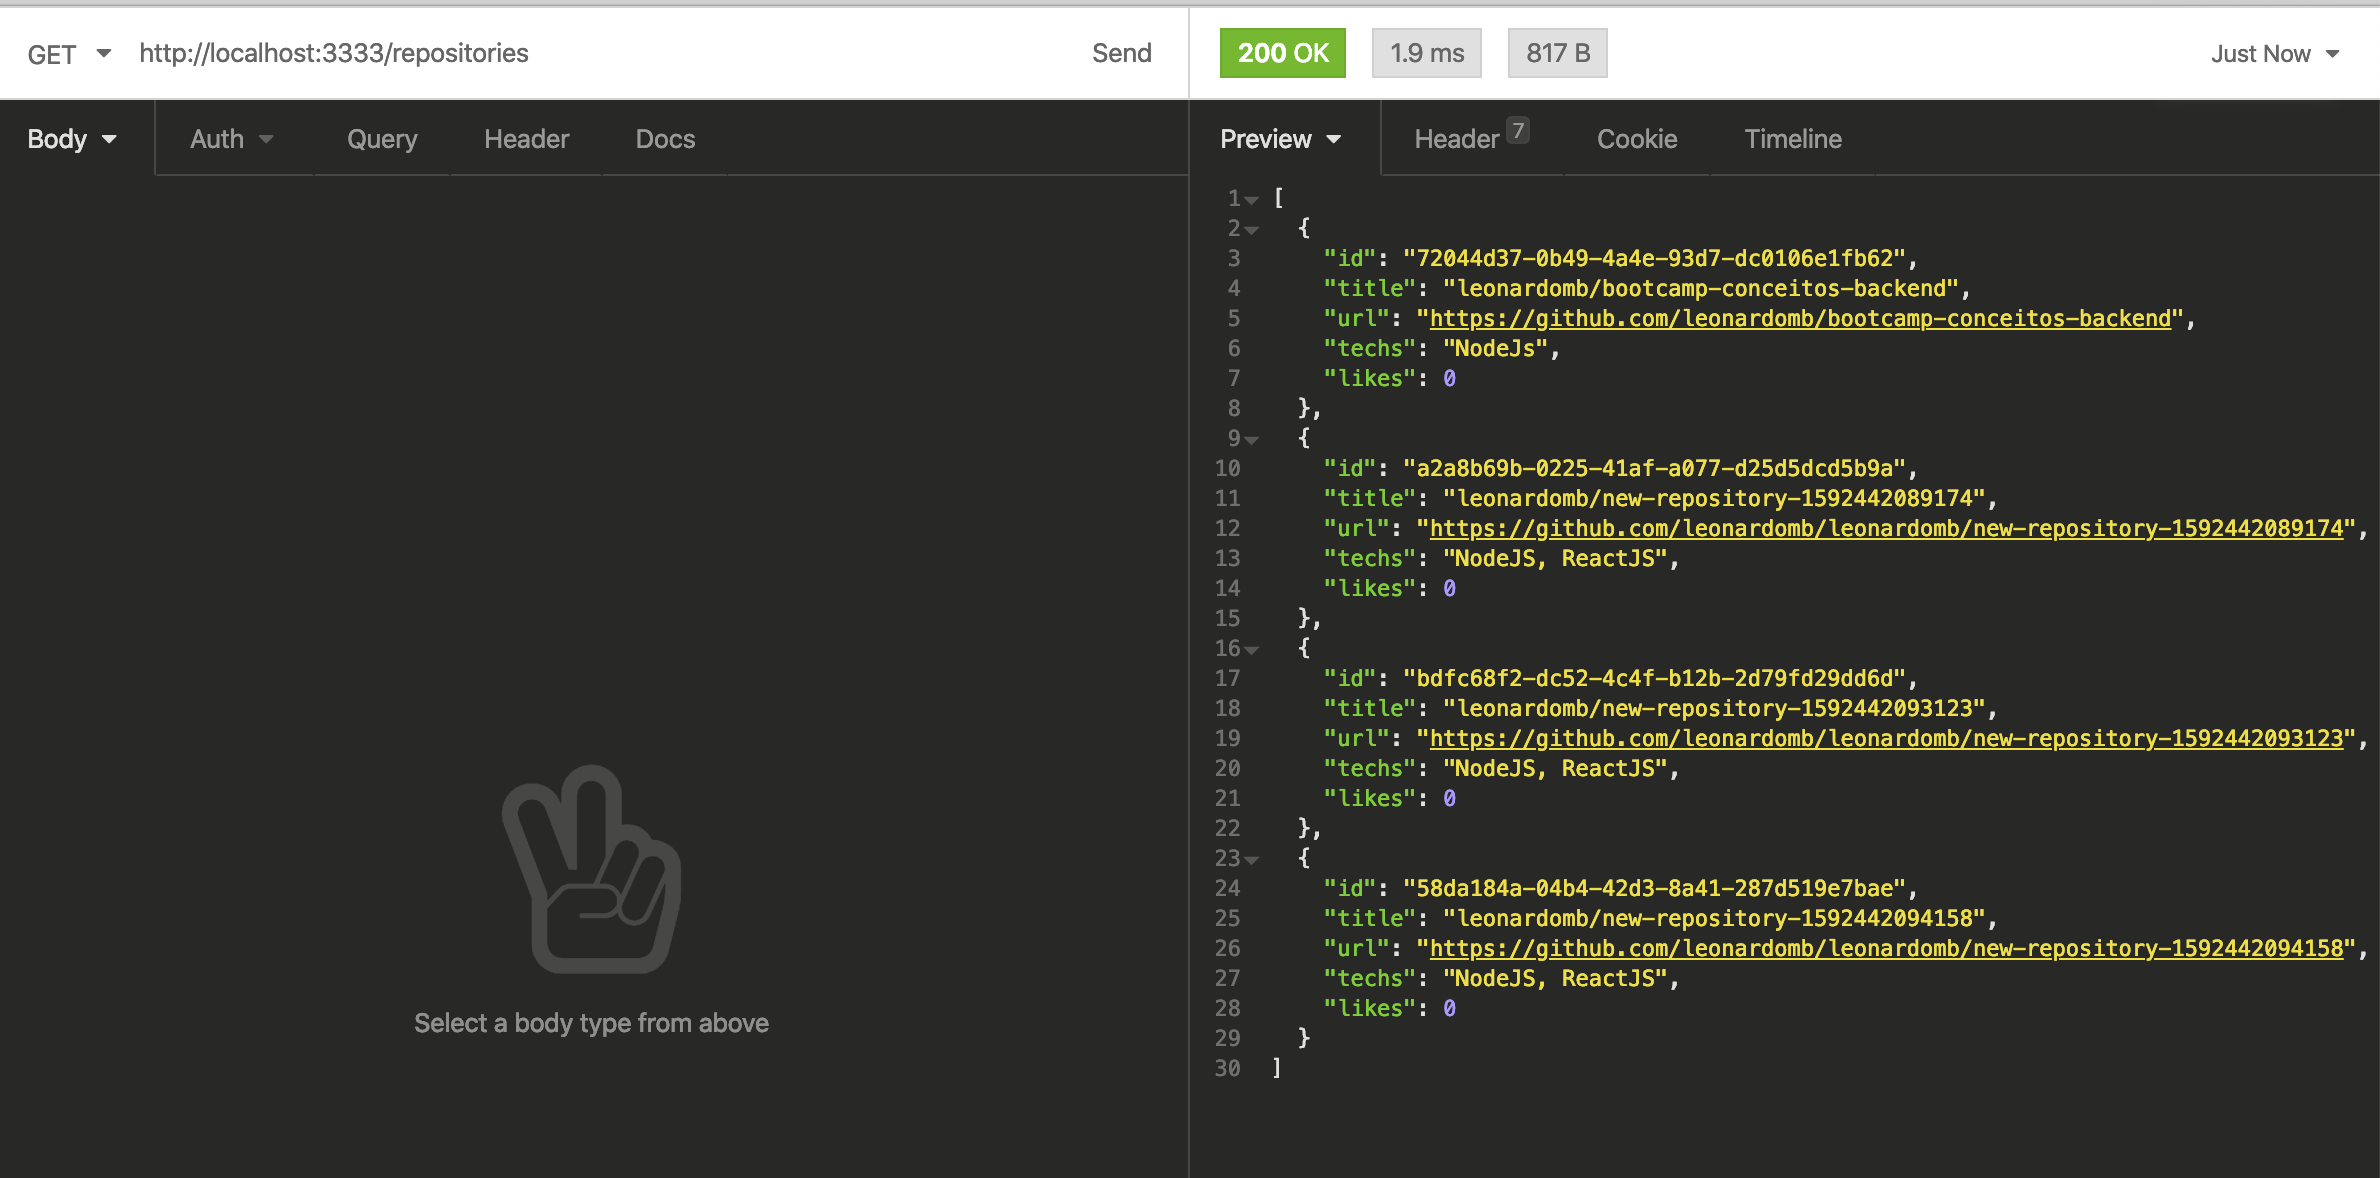 GET http://localhost:3333/repositories Send
200 OK 1.9 ms 817 B Just Now
Body Auth Query Header Docs
Preview Header 7 Cookie Timeline
Select a body type from above
1 [
2 {
3 "id": "72044d37-0b49-4a4e-93d7-dc0106e1fb62",
4 "title": "leonardomb/bootcamp-conceitos-backend",
5 "url": "https://github.com/leonardomb/bootcamp-conceitos-backend",
6 "techs": "NodeJs",
7 "likes": 0
8 },
9 {
10 "id": "a2a8b69b-0225-41af-a077-d25d5dcd5b9a",
11 "title": "leonardomb/new-repository-1592442089174",
12 "url": "https://github.com/leonardomb/leonardomb/new-repository-1592442089174",
13 "techs": "NodeJS, ReactJS",
14 "likes": 0
15 },
16 {
17 "id": "bdfc68f2-dc52-4c4f-b12b-2d79fd29dd6d",
18 "title": "leonardomb/new-repository-1592442093123",
19 "url": "https://github.com/leonardomb/leonardomb/new-repository-1592442093123",
20 "techs": "NodeJS, ReactJS",
21 "likes": 0
22 },
23 {
24 "id": "58da184a-04b4-42d3-8a41-287d519e7bae",
25 "title": "leonardomb/new-repository-1592442094158",
26 "url": "https://github.com/leonardomb/leonardomb/new-repository-1592442094158",
27 "techs": "NodeJS, ReactJS",
28 "likes": 0
29 }
30 ]